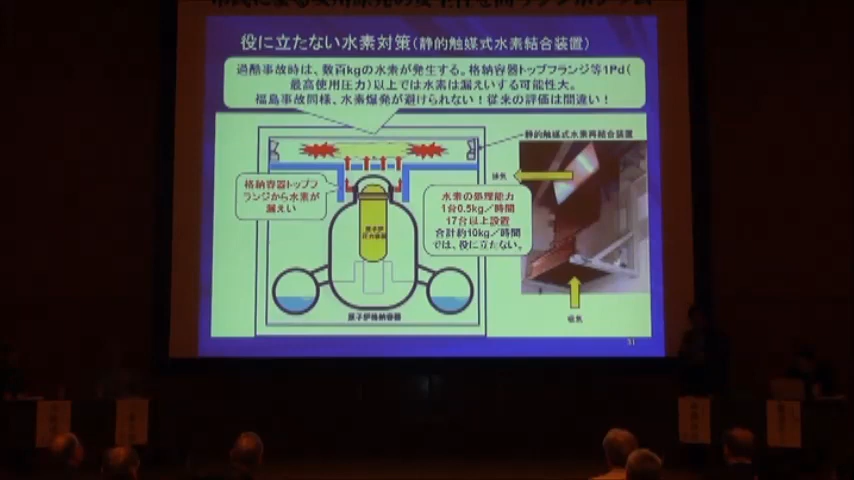 役に立たない水素対策(静的触媒式水素結合装置)
過酷事故時は、数百kgの水素が発生する。格納容器トップフランジ等1Pd(
最高使用圧力)以上では水素は漏えいする可能性大。
福島事故同様、水素爆発が避けられない!従来の評価は間違い!
静的触媒式水素再結合装置
排気
格納容器トップフ
ランジから水素が
漏えい
水素の処理能力
1台0.5kg/時間
17台以上設置
合計約10kg/時間
では、役に立たない。
原子炉
圧力容器
原子炉格納容器
吸気
31